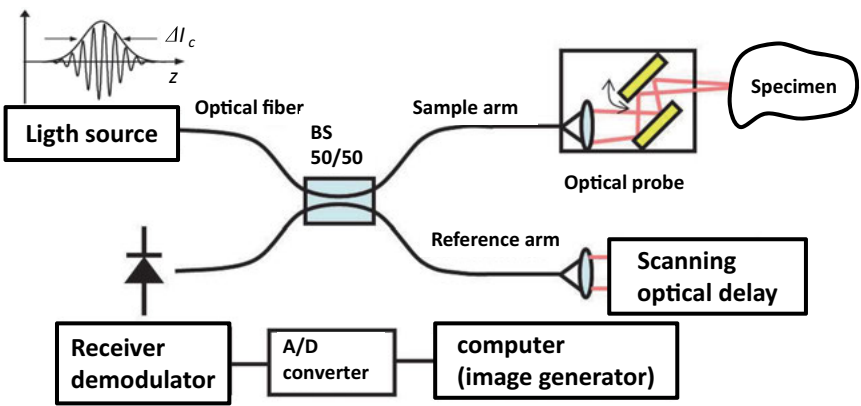 ΔI c
z
Ligth source
Optical fiber
BS
50/50
Sample arm
Optical probe
Specimen
Reference arm
Scanning
optical delay
Receiver
demodulator
A/D
converter
computer
(image generator)